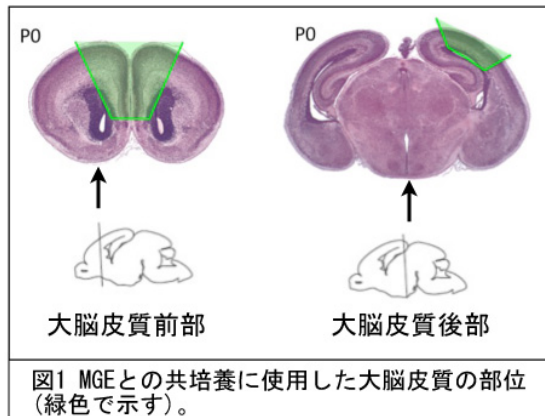 P0
P0
大脳皮質前部
大脳皮質後部
図1 MGEとの共培養に使用した大脳皮質の部位
(緑色で示す)。